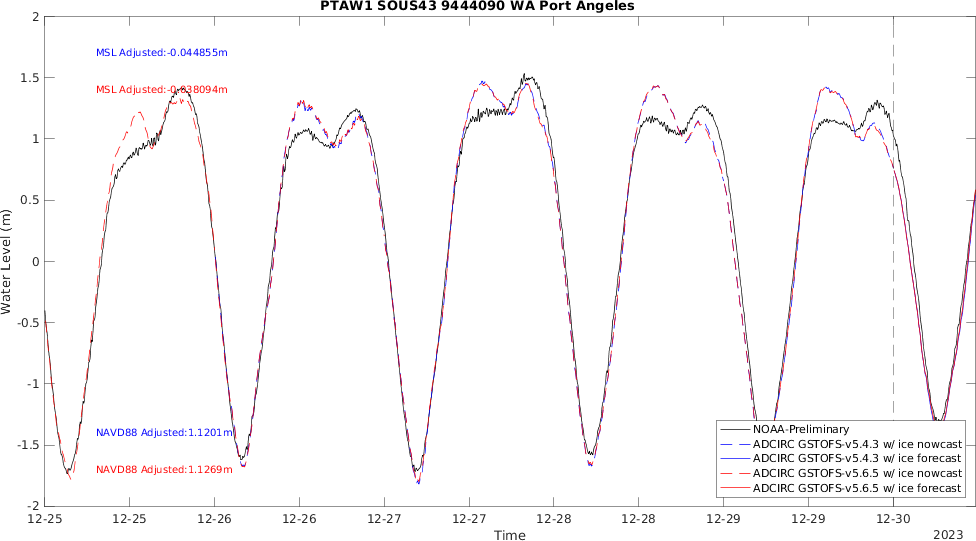 PTAW1 SOUS43 9444090 WA Port Angeles
MSL Adjusted:-0.044855m
MSL Adjusted:-0.038094m
NAVD88 Adjusted:1.1201m
NAVD88 Adjusted:1.1269m
Water Level (m)
2
1.5
1
0.5
0
-0.5
-1
-1.5
-2
NOAA-Preliminary
ADCIRC GSTOFS-v5.4.3 w/ ice nowcast
ADCIRC GSTOFS-v5.4.3 w/ ice forecast
ADCIRC GSTOFS-v5.6.5 w/ ice nowcast
ADCIRC GSTOFS-v5.6.5 w/ ice forecast
12-25 12-25 12-26 12-26 12-27 12-27 12-28 12-28 12-29 12-29 12-30
Time
2023